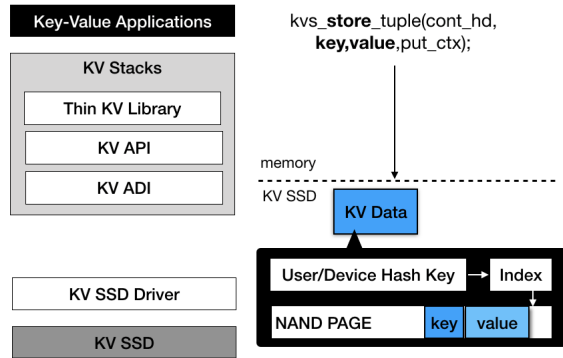 Key-Value Applications
KV Stacks
Thin KV Library
KV API
KV ADI
KV SSD Driver
KV SSD
kvs_store_tuple(cont_hd,
key,value,put_ctx);
memory
KV SSD
KV Data
User/Device Hash Key
Index
NAND PAGE
key
value